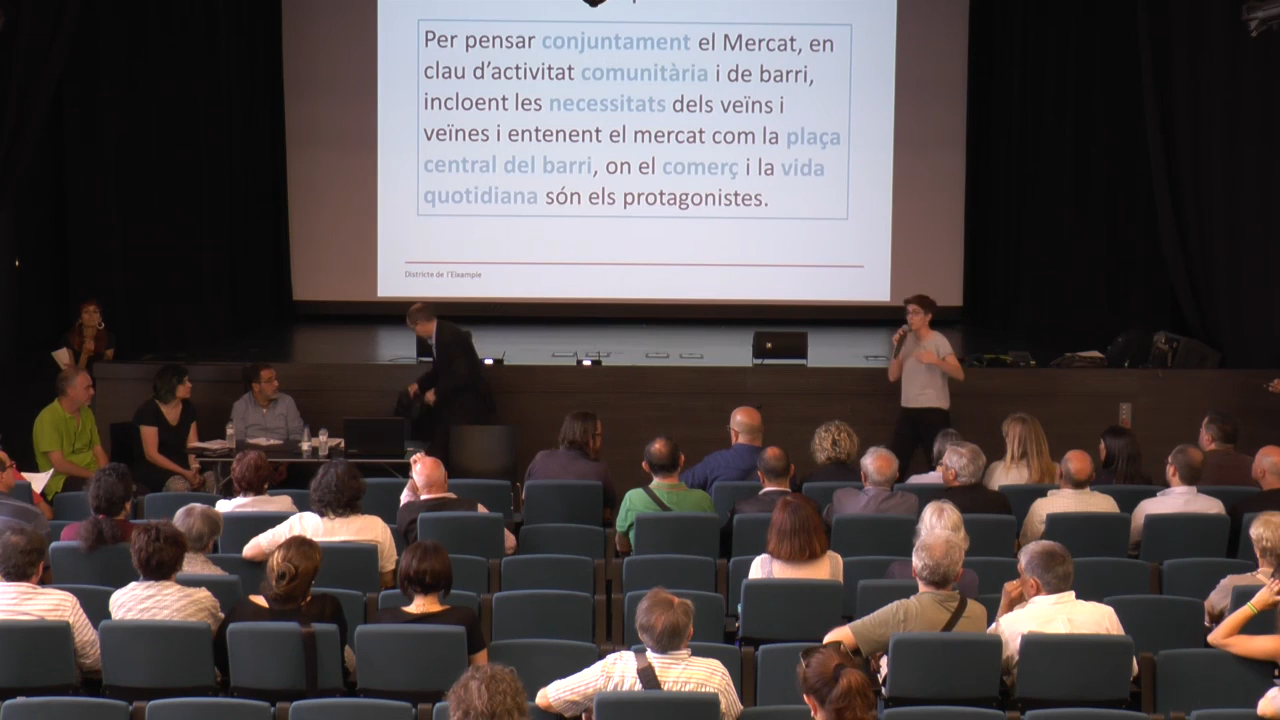 Per pensar conjuntament el Mercat, en
clau d’activitat comunitària i de barri,
incloent les necessitats dels veïns i
veïnes i entenent el mercat com la plaça
central del barri, on el comerç i la vida
quotidiana són els protagonistes.
Districte de l’Eixample